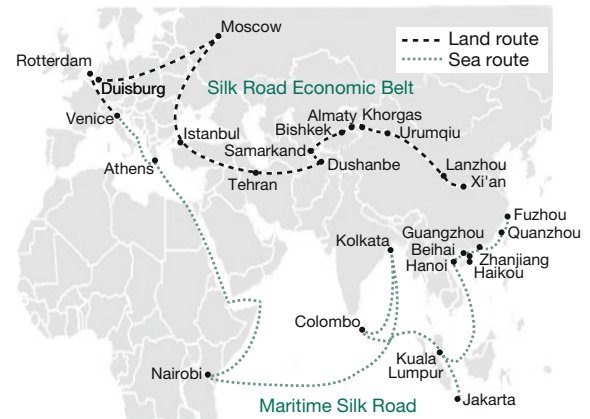 Moscow
Land route
Sea route
Rotterdam
Duisburg
Silk Road Economic Belt
Venice
Almaty Khorgas
Bishkek
Urumqiu
Istanbul
Samarkand
Athens
Dushanbe
Lanzhou
Tehran
Xi'an
Fuzhou
Guangzhou
Quanzhou
Kolkata
Beihai
Zhanjiang
Hanoi
Haikou
Colombo
Kuala
Lumpur
Nairobi
Jakarta
Maritime Silk Road